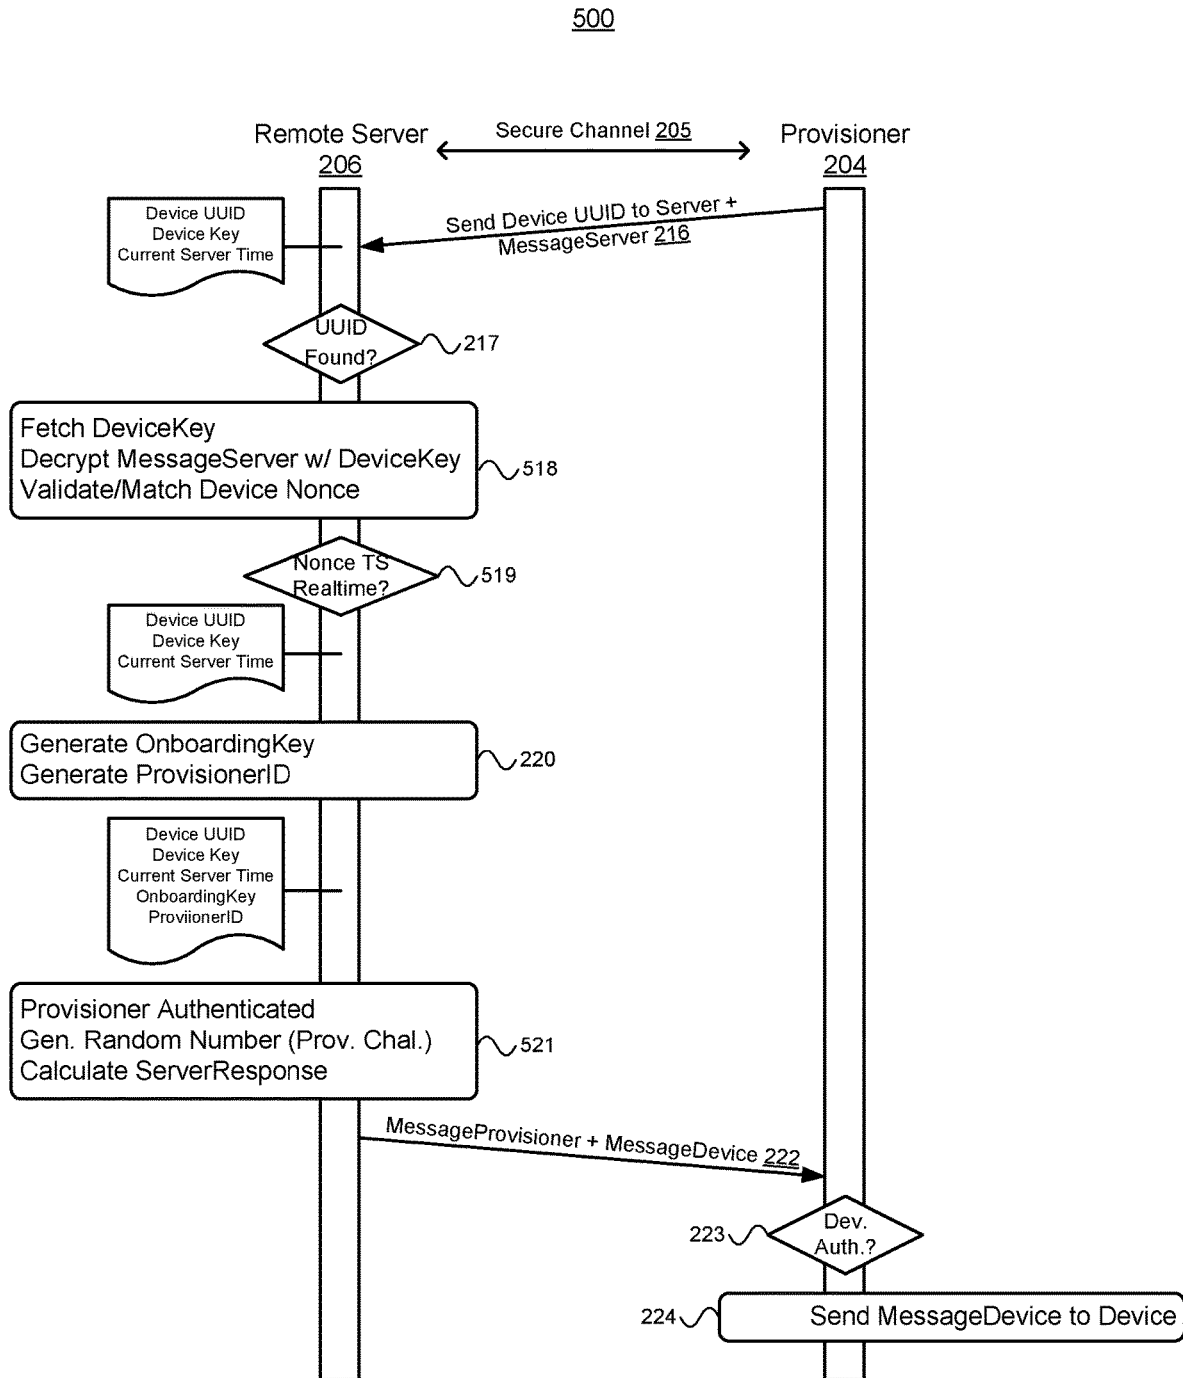 500
Secure Channel 205
Remote Server
206
Provisioner
204
Send Device UUID to Server +
MessageServer 216
Device UUID
Device Key
Current Server Time
UUID
Found?
217
Fetch DeviceKey
Decrypt MessageServer w/ DeviceKey
Validate/Match Device Nonce
518
Nonce TS
Realtime?
519
Device UUID
Device Key
Current Server Time
Generate OnboardingKey
Generate ProvisionerID
220
Device UUID
Device Key
Current Server Time
OnboardingKey
ProviionerID
Provisioner Authenticated
Gen. Random Number (Prov. Chal.)
Calculate ServerResponse
521
MessageProvisioner + MessageDevice 222
223
Dev.
Auth.?
224
Send MessageDevice to Device